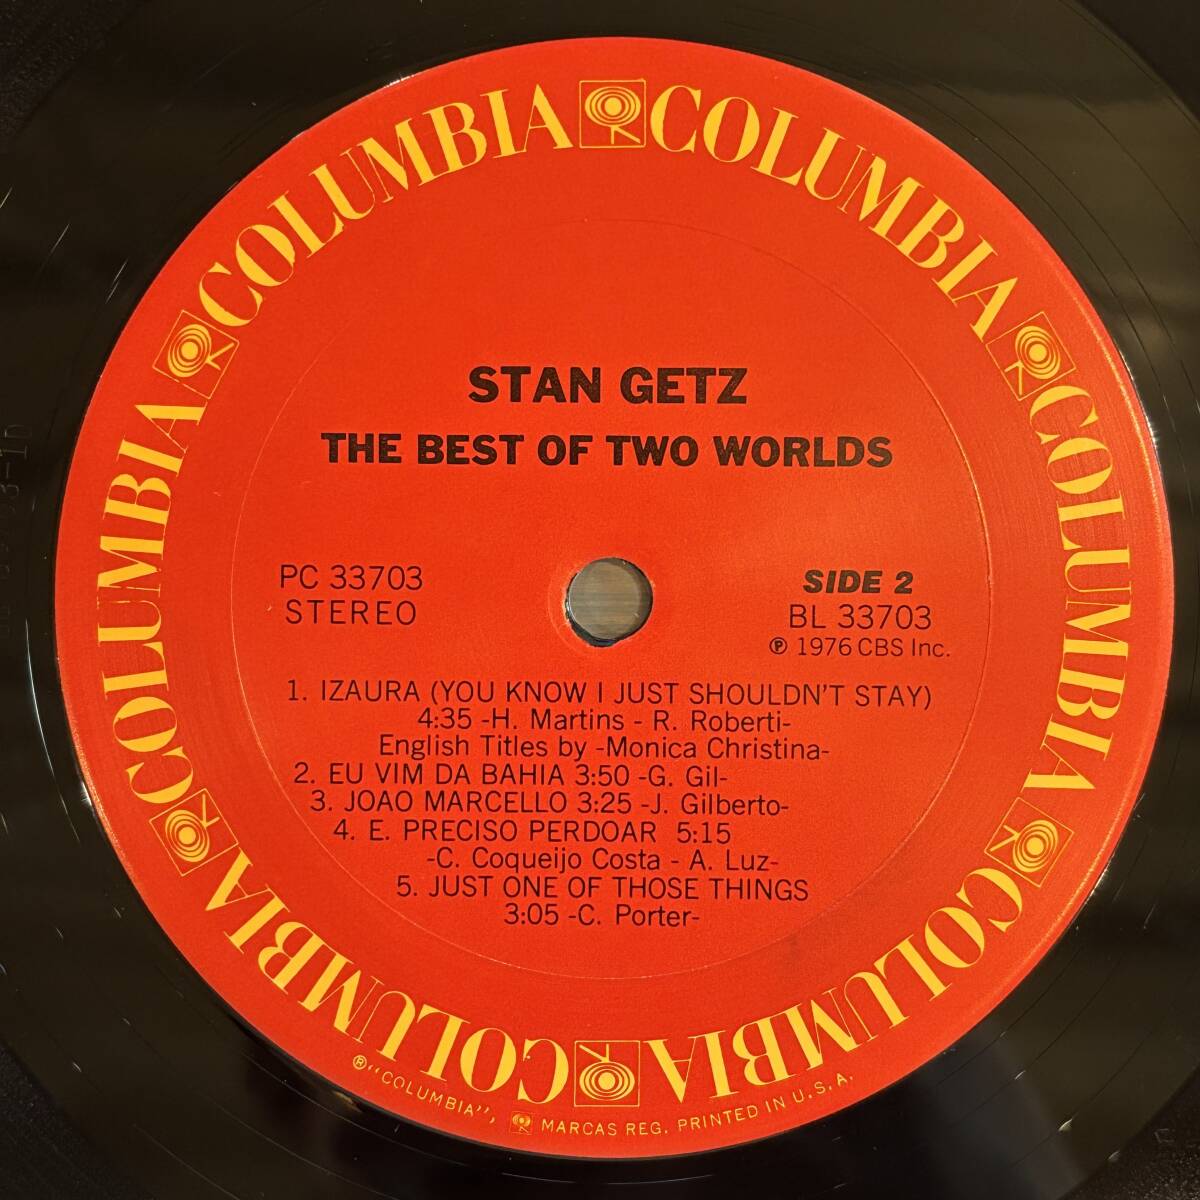 COLUMBIA COLUMBIA COLUMBIA COLUMBIA COLUMBIA COLUMBIA
STAN GETZ
THE BEST OF TWO WORLDS
PC 33703
STEREO
SIDE 2
BL 33703
℗ 1976 CBS Inc.
1. IZAURA (YOU KNOW I JUST SHOULDN'T STAY)
4:35 -H. Martins - R. Roberti-
English Titles by -Monica Christina-
2. EU VIM DA BAHIA 3:50 -G. Gil-
3. JOAO MARCELLO 3:25 -J. Gilberto-
4. E. PRECISO PERDOAR 5:15
-C. Coqueijo Costa - A. Luz-
5. JUST ONE OF THOSE THINGS
3:05 -C. Porter-
®"COLUMBIA", MARCAS REG. PRINTED IN U.S.A.